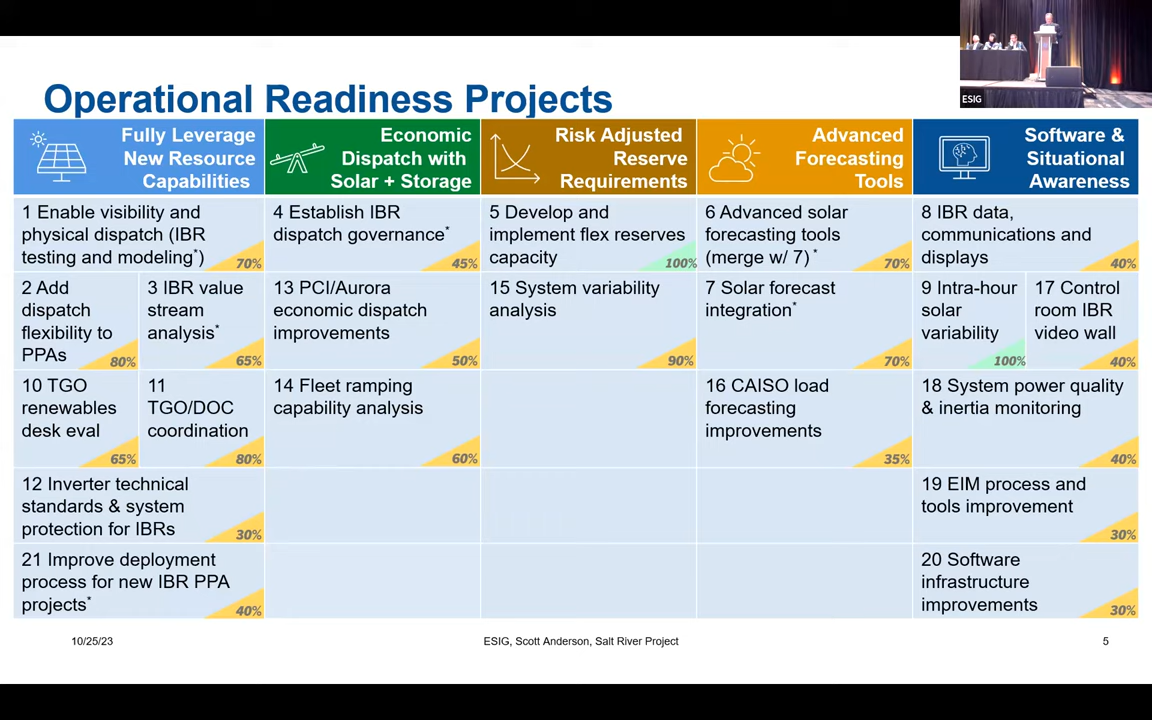 ESIG
Operational Readiness Projects
Fully Leverage
New Resource
Capabilities
Economic
Dispatch with
Solar + Storage
Risk Adjusted
Reserve
Requirements
Advanced
Forecasting
Tools
Software &
Situational
Awareness
1 Enable visibility and
physical dispatch (IBR
testing and modeling*)
70%
4 Establish IBR
dispatch governance*
45%
5 Develop and
implement flex reserves
capacity
100%
6 Advanced solar
forecasting tools
(merge w/ 7) *
70%
8 IBR data,
communications and
displays
40%
2 Add
dispatch
flexibility to
PPAs
80%
3 IBR value
stream
analysis*
65%
13 PCI/Aurora
economic dispatch
improvements
50%
15 System variability
analysis
90%
7 Solar forecast
integration*
70%
9 Intra-hour
solar
variability
100%
17 Control
room IBR
video wall
40%
10 TGO
renewables
desk eval
65%
11
TGO/DOC
coordination
80%
14 Fleet ramping
capability analysis
60%
16 CAISO load
forecasting
improvements
35%
18 System power quality
& inertia monitoring
40%
12 Inverter technical
standards & system
protection for IBRs
30%
19 EIM process and
tools improvement
30%
21 Improve deployment
process for new IBR PPA
projects*
40%
20 Software
infrastructure
improvements
30%
10/25/23
ESIG, Scott Anderson, Salt River Project
5